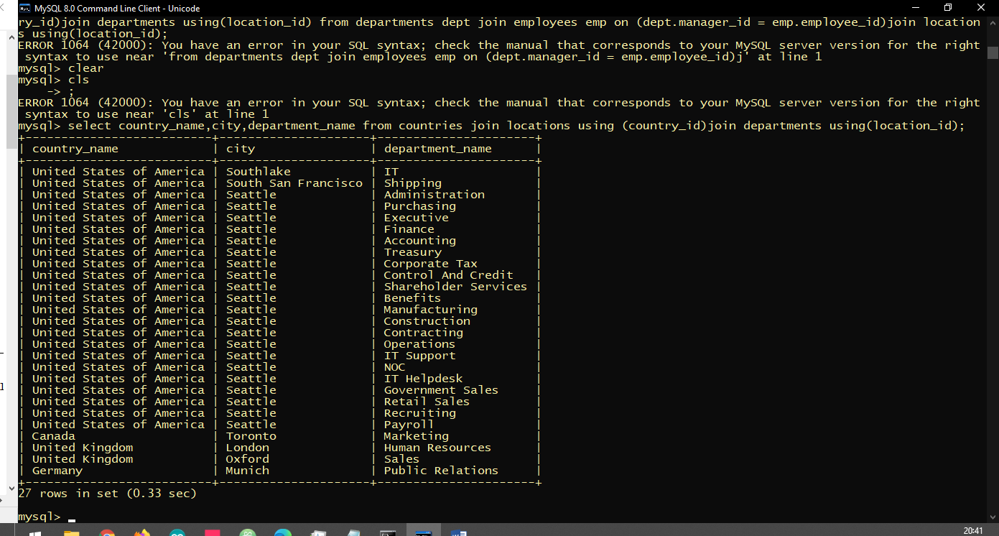 MySQL 8.0 Command Line Client - Unicode
ry_id)join departments using(location_id) from departments dept join employees emp on (dept.manager_id = emp.employee_id)join location
s using(location_id);
ERROR 1064 (42000): You have an error in your SQL syntax; check the manual that corresponds to your MySQL server version for the right
 syntax to use near 'from departments dept join employees emp on (dept.manager_id = emp.employee_id)j' at line 1
mysql> clear
mysql> cls
    -> ;
ERROR 1064 (42000): You have an error in your SQL syntax; check the manual that corresponds to your MySQL server version for the right
 syntax to use near 'cls' at line 1
mysql> select country_name,city,department_name from countries join locations using (country_id)join departments using(location_id);
+--------------------------+---------------------+----------------------+
| country_name             | city                | department_name      |
+--------------------------+---------------------+----------------------+
| United States of America | Southlake           | IT                   |
| United States of America | South San Francisco | Shipping             |
| United States of America | Seattle             | Administration       |
| United States of America | Seattle             | Purchasing           |
| United States of America | Seattle             | Executive            |
| United States of America | Seattle             | Finance              |
| United States of America | Seattle             | Accounting           |
| United States of America | Seattle             | Treasury             |
| United States of America | Seattle             | Corporate Tax        |
| United States of America | Seattle             | Control And Credit   |
| United States of America | Seattle             | Shareholder Services |
| United States of America | Seattle             | Benefits             |
| United States of America | Seattle             | Manufacturing        |
| United States of America | Seattle             | Construction         |
| United States of America | Seattle             | Contracting          |
| United States of America | Seattle             | Operations           |
| United States of America | Seattle             | IT Support           |
| United States of America | Seattle             | NOC                  |
| United States of America | Seattle             | IT Helpdesk          |
| United States of America | Seattle             | Government Sales     |
| United States of America | Seattle             | Retail Sales         |
| United States of America | Seattle             | Recruiting           |
| United States of America | Seattle             | Payroll              |
| Canada                   | Toronto             | Marketing            |
| United Kingdom           | London              | Human Resources      |
| United Kingdom           | Oxford              | Sales                |
| Germany                  | Munich              | Public Relations     |
+--------------------------+---------------------+----------------------+
27 rows in set (0.33 sec)
mysql> _
20:41